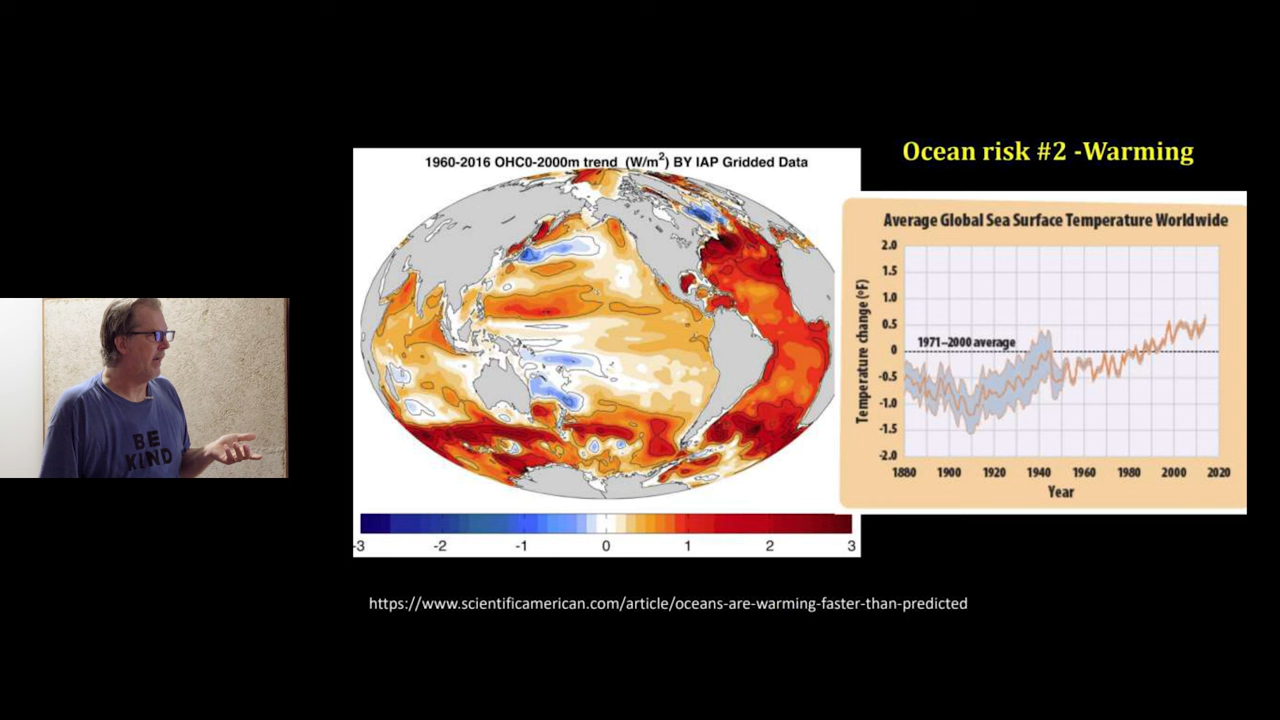 Ocean risk #2 -Warming
1960-2016 OHC0-2000m trend (W/m²) BY IAP Gridded Data
-3 -2 -1 0 1 2 3
Average Global Sea Surface Temperature Worldwide
Temperature change (ºF)
2.0
1.5
1.0
0.5
0
-0.5
-1.0
-1.5
-2.0
1971–2000 average
1880 1900 1920 1940 1960 1980 2000 2020
Year
BE
KIND
https://www.scientificamerican.com/article/oceans-are-warming-faster-than-predicted